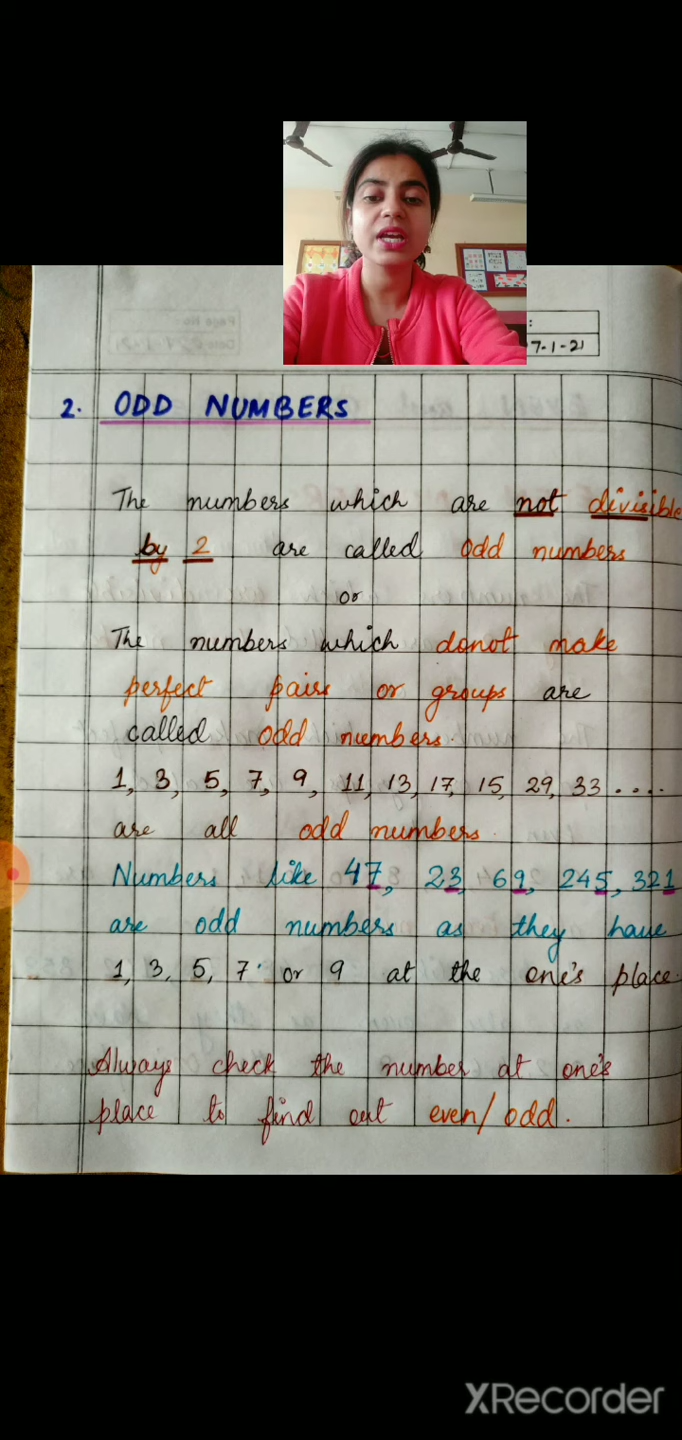 7-1-21
2. ODD NUMBERS
The numbers which are not divisible
by 2 are called odd numbers
or
The numbers which donot make
perfect pairs or groups are
called odd numbers.
1, 3, 5, 7, 9, 11, 13, 17, 15, 29, 33 ....
are all odd numbers.
Numbers like 47, 23, 69, 245, 321
are odd numbers as they have
1, 3, 5, 7 or 9 at the one's place.
Always check the number at one's
place to find out even/odd.
XRecorder